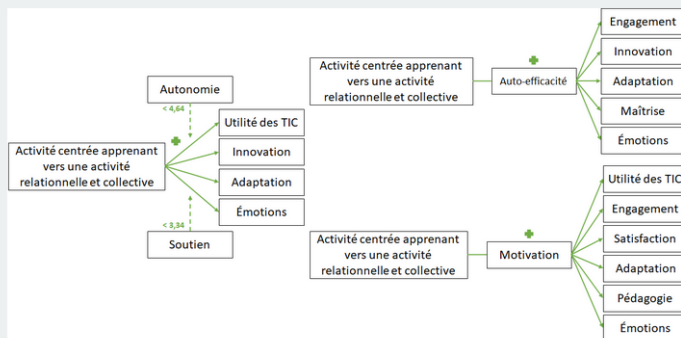 Autonomie
< 4,64
Activité centrée apprenant
vers une activité
relationnelle et collective
Utilité des TIC
Innovation
Adaptation
Émotions
< 3,34
Soutien
Activité centrée apprenant
vers une activité
relationnelle et collective
Auto-efficacité
Engagement
Innovation
Adaptation
Maîtrise
Émotions
Activité centrée apprenant
vers une activité
relationnelle et collective
Motivation
Utilité des TIC
Engagement
Satisfaction
Adaptation
Pédagogie
Émotions